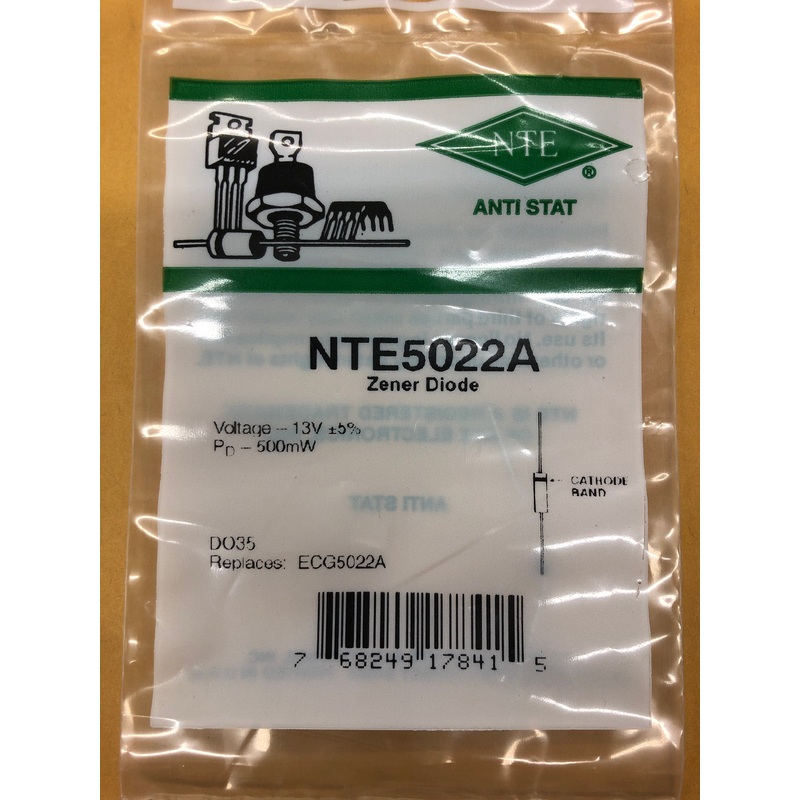 NTE
®
ANTI STAT
NTE5022A
Zener Diode
Voltage – 13V ±5%
PD – 500mW
CATHODE
BAND
DO35
Replaces: ECG5022A
7 68249 17841 5